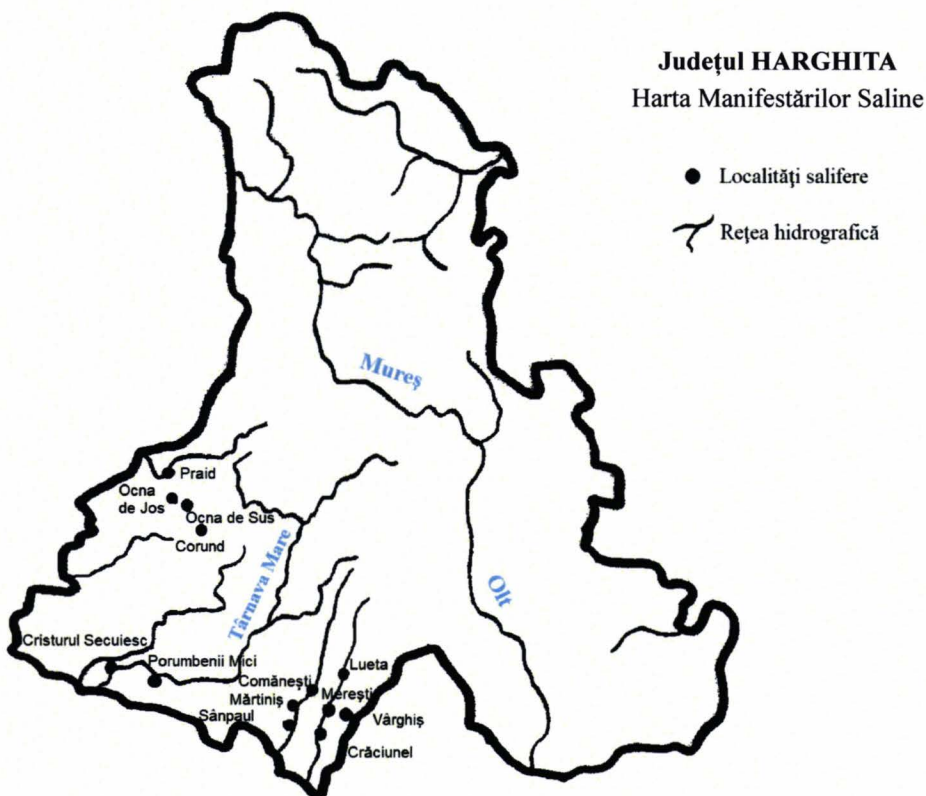 Județul HARGHITA
Harta Manifestărilor Saline
Localități salifere
Rețea hidrografică
Mureș
Praid
Ocna
de Jos
Ocna de Sus
Corund
Târnava Mare
Olt
Cristurul Secuiesc
Porumbenii Mici
Lueta
Comănești
Merești
Mărtiniș
Sânpaul
Vârghiș
Crăciunel